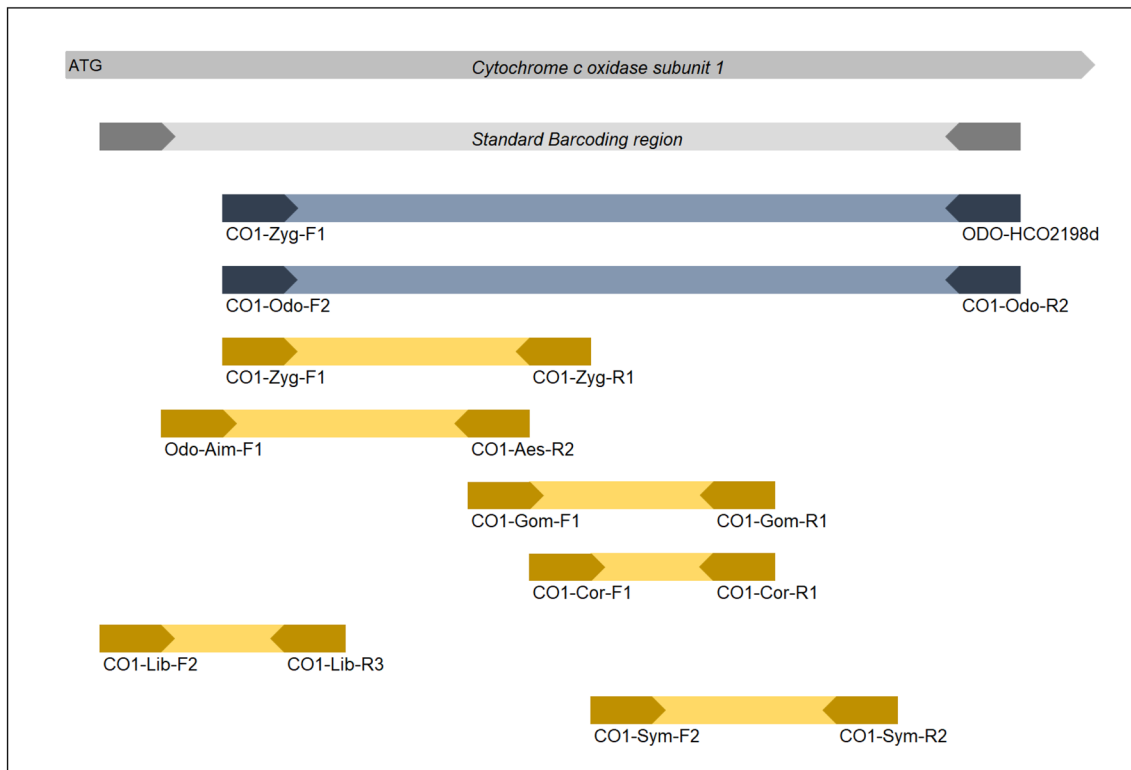 ATG
Cytochrome c oxidase subunit 1
Standard Barcoding region
CO1-Zyg-F1
ODO-HCO2198d
CO1-Odo-F2
CO1-Odo-R2
CO1-Zyg-F1
CO1-Zyg-R1
Odo-Aim-F1
CO1-Aes-R2
CO1-Gom-F1
CO1-Gom-R1
CO1-Cor-F1
CO1-Cor-R1
CO1-Lib-F2
CO1-Lib-R3
CO1-Sym-F2
CO1-Sym-R2